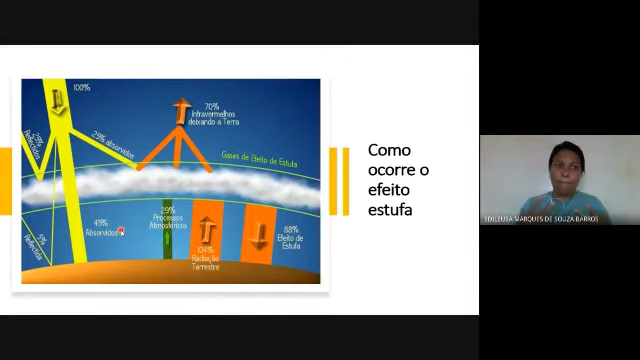 100%
70%
Infravermelhos
deixando a Terra
25%
Refletidos
25% absorvidos
Gases de Efeito de Estufa
5%
Refletida
45%
Absorvidos
29%
Processos
Atmosféricos
104%
Radiação
Terrestre
88%
Efeito de
Estufa
Como
ocorre o
efeito
estufa
EDILEUSA MARQUES DE SOUZA BARROS